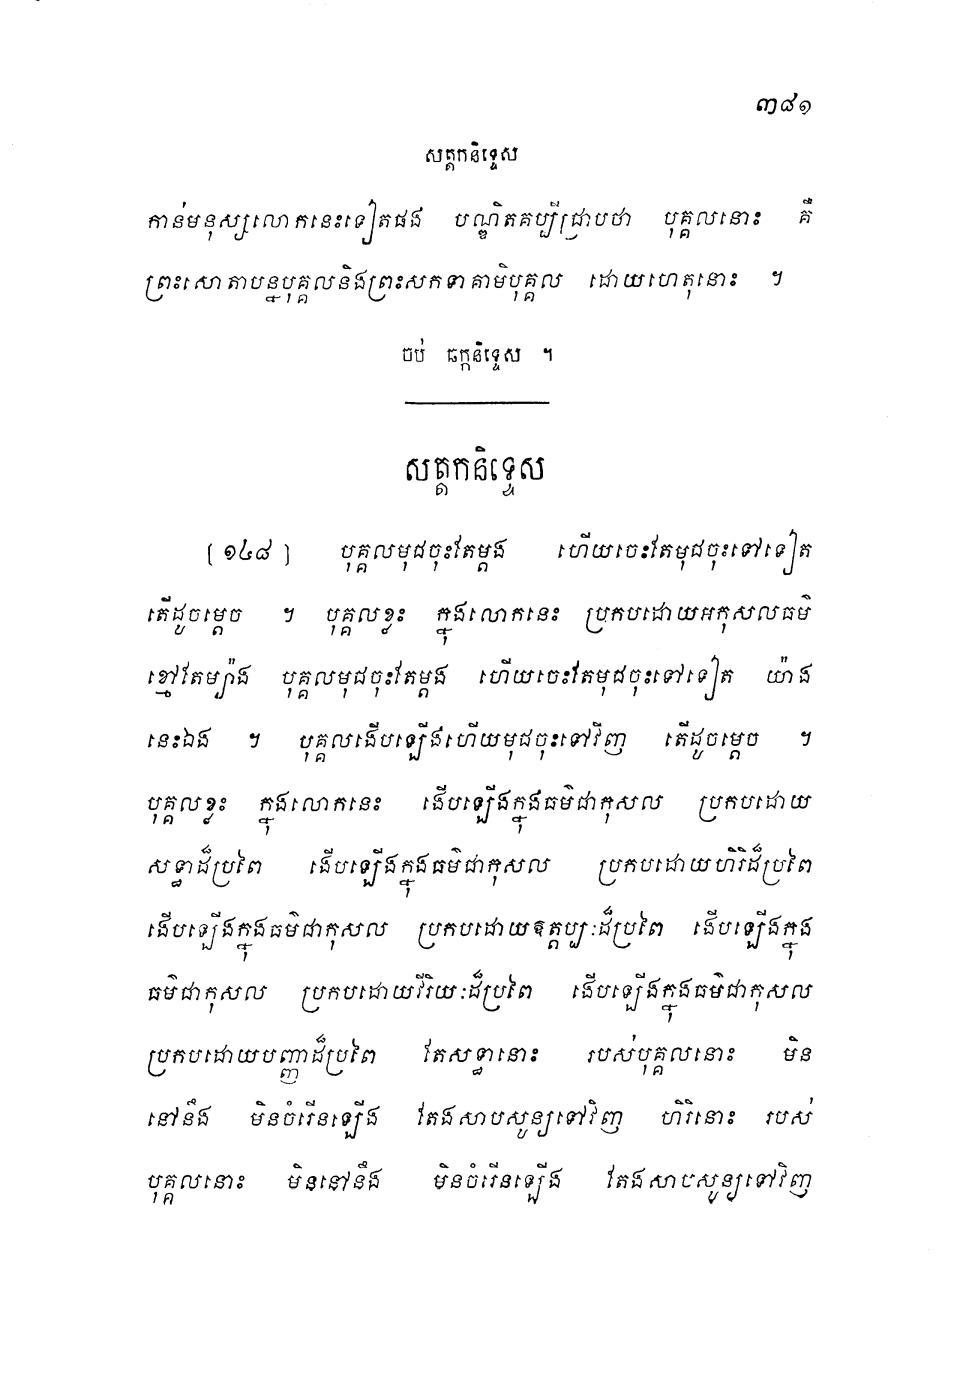 ៣៨១
សត្តកនិទ្ទេស
កាន់មនុស្សលោកនេះទៀតផង បណ្ឌិតគប្បីជ្រាបថា បុគ្គលនោះ គឺ
ព្រះសោតាបន្នបុគ្គលនិងព្រះសកទាគាមិបុគ្គល ដោយហេតុនោះ ។
ចប់ ឆក្កនិទ្ទេស ។
សត្តកនិទ្ទេស
[ ១៤៨ ] បុគ្គលមុជចុះតែម្តង ហើយចេះតែមុជចុះទៅទៀត
តើដូចម្តេច ។ បុគ្គលខ្លះ ក្នុងលោកនេះ ប្រកបដោយអកុសលធម៌
ខ្មៅតែម្យ៉ាង បុគ្គលមុជចុះតែម្តង ហើយចេះតែមុជចុះទៅទៀត យ៉ាង
នេះឯង ។ បុគ្គលងើបឡើងហើយមុជចុះទៅវិញ តើដូចម្តេច ។
បុគ្គលខ្លះ ក្នុងលោកនេះ ងើបឡើងក្នុងធម៌ជាកុសល ប្រកបដោយ
សទ្ធាដ៏ប្រពៃ ងើបឡើងក្នុងធម៌ជាកុសល ប្រកបដោយហិរិដ៏ប្រពៃ
ងើបឡើងក្នុងធម៌ជាកុសល ប្រកបដោយឱត្តប្បៈដ៏ប្រពៃ ងើបឡើងក្នុង
ធម៌ជាកុសល ប្រកបដោយវីរិយៈដ៏ប្រពៃ ងើបឡើងក្នុងធម៌ជាកុសល
ប្រកបដោយបញ្ញាដ៏ប្រពៃ តែសទ្ធានោះ របស់បុគ្គលនោះ មិន
នៅនឹង មិនចំរើនឡើង តែងសាបសូន្យទៅវិញ ហិរិនោះ របស់
បុគ្គលនោះ មិននៅនឹង មិនចំរើនឡើង តែងសាបសូន្យទៅវិញ